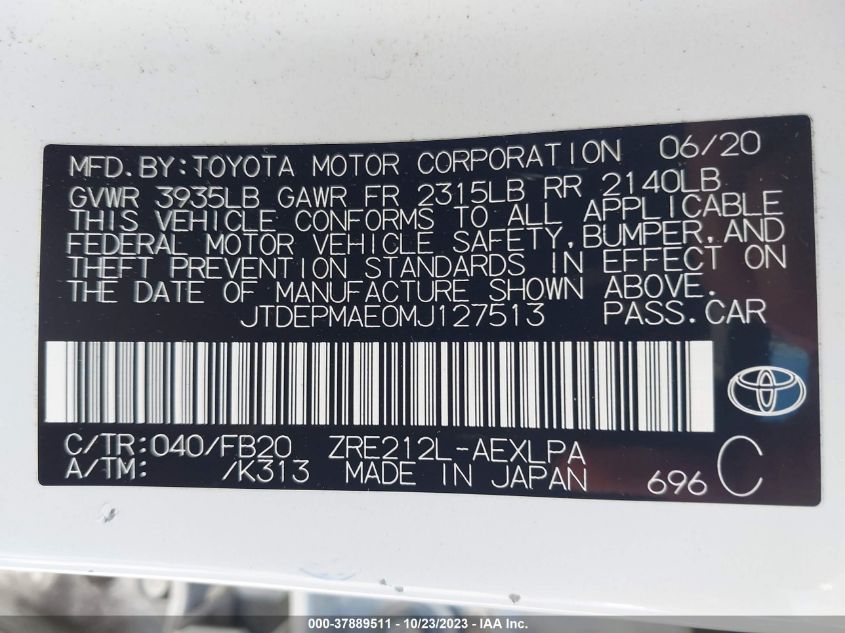 MFD.BY:TOYOTA MOTOR CORPORATION 06/20
GVWR 3935LB GAWR FR 2315LB RR 2140LB
THIS VEHICLE CONFORMS TO ALL APPLICABLE
FEDERAL MOTOR VEHICLE SAFETY,BUMPER,AND
THEFT PREVENTION STANDARDS IN EFFECT ON
THE DATE OF MANUFACTURE SHOWN ABOVE.
JTDEPMAE0MJ127513 PASS.CAR
C/TR:040/FB20 ZRE212L-AEXLPA C
A/TM: /K313 MADE IN JAPAN 696
000-37889511 - 10/23/2023 - IAA Inc.